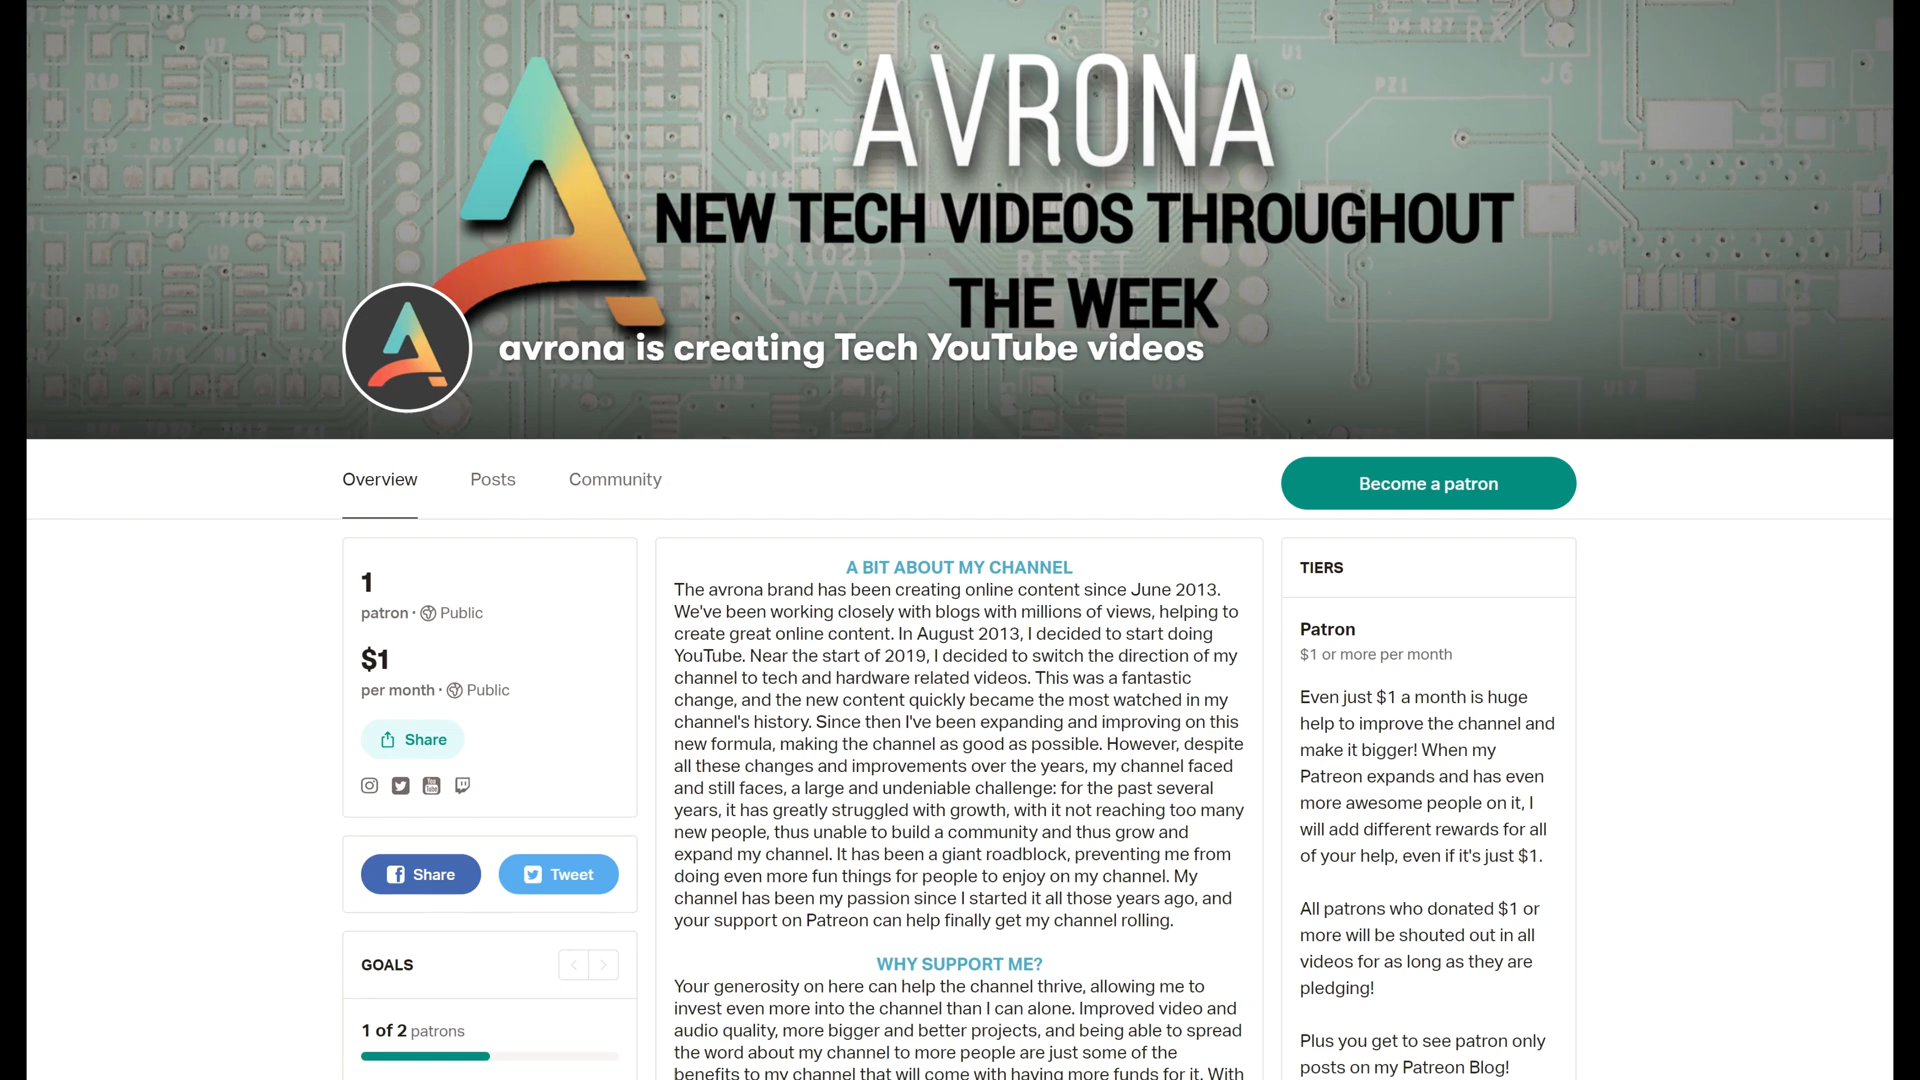 AVRONA
NEW TECH VIDEOS THROUGHOUT
THE WEEK
avrona is creating Tech YouTube videos
Overview
Posts
Community
Become a patron
1
patron · Public
$1
per month · Public
Share
Share
Tweet
GOALS
1 of 2 patrons
A BIT ABOUT MY CHANNEL
The avrona brand has been creating online content since June 2013.
We've been working closely with blogs with millions of views, helping to
create great online content. In August 2013, I decided to start doing
YouTube. Near the start of 2019, I decided to switch the direction of my
channel to tech and hardware related videos. This was a fantastic
change, and the new content quickly became the most watched in my
channel's history. Since then I've been expanding and improving on this
new formula, making the channel as good as possible. However, despite
all these changes and improvements over the years, my channel faced
and still faces, a large and undeniable challenge: for the past several
years, it has greatly struggled with growth, with it not reaching too many
new people, thus unable to build a community and thus grow and
expand my channel. It has been a giant roadblock, preventing me from
doing even more fun things for people to enjoy on my channel. My
channel has been my passion since I started it all those years ago, and
your support on Patreon can help finally get my channel rolling.
WHY SUPPORT ME?
Your generosity on here can help the channel thrive, allowing me to
invest even more into the channel than I can alone. Improved video and
audio quality, more bigger and better projects, and being able to spread
the word about my channel to more people are just some of the
benefits to my channel that will come with having more funds for it. With
TIERS
Patron
$1 or more per month
Even just $1 a month is huge
help to improve the channel and
make it bigger! When my
Patreon expands and has even
more awesome people on it, I
will add different rewards for all
of your help, even if it's just $1.
All patrons who donated $1 or
more will be shouted out in all
videos for as long as they are
pledging!
Plus you get to see patron only
posts on my Patreon Blog!